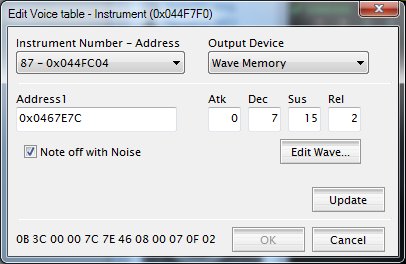 Edit Voice table - Instrument (0x044F7F0)
Instrument Number - Address
Output Device
87 - 0x044FC04
Wave Memory
Address1
Atk Dec Sus Rel
0x0467E7C
0 7 15 2
Note off with Noise
Edit Wave...
Update
0B 3C 00 00 7C 7E 46 08 00 07 0F 02
OK
Cancel